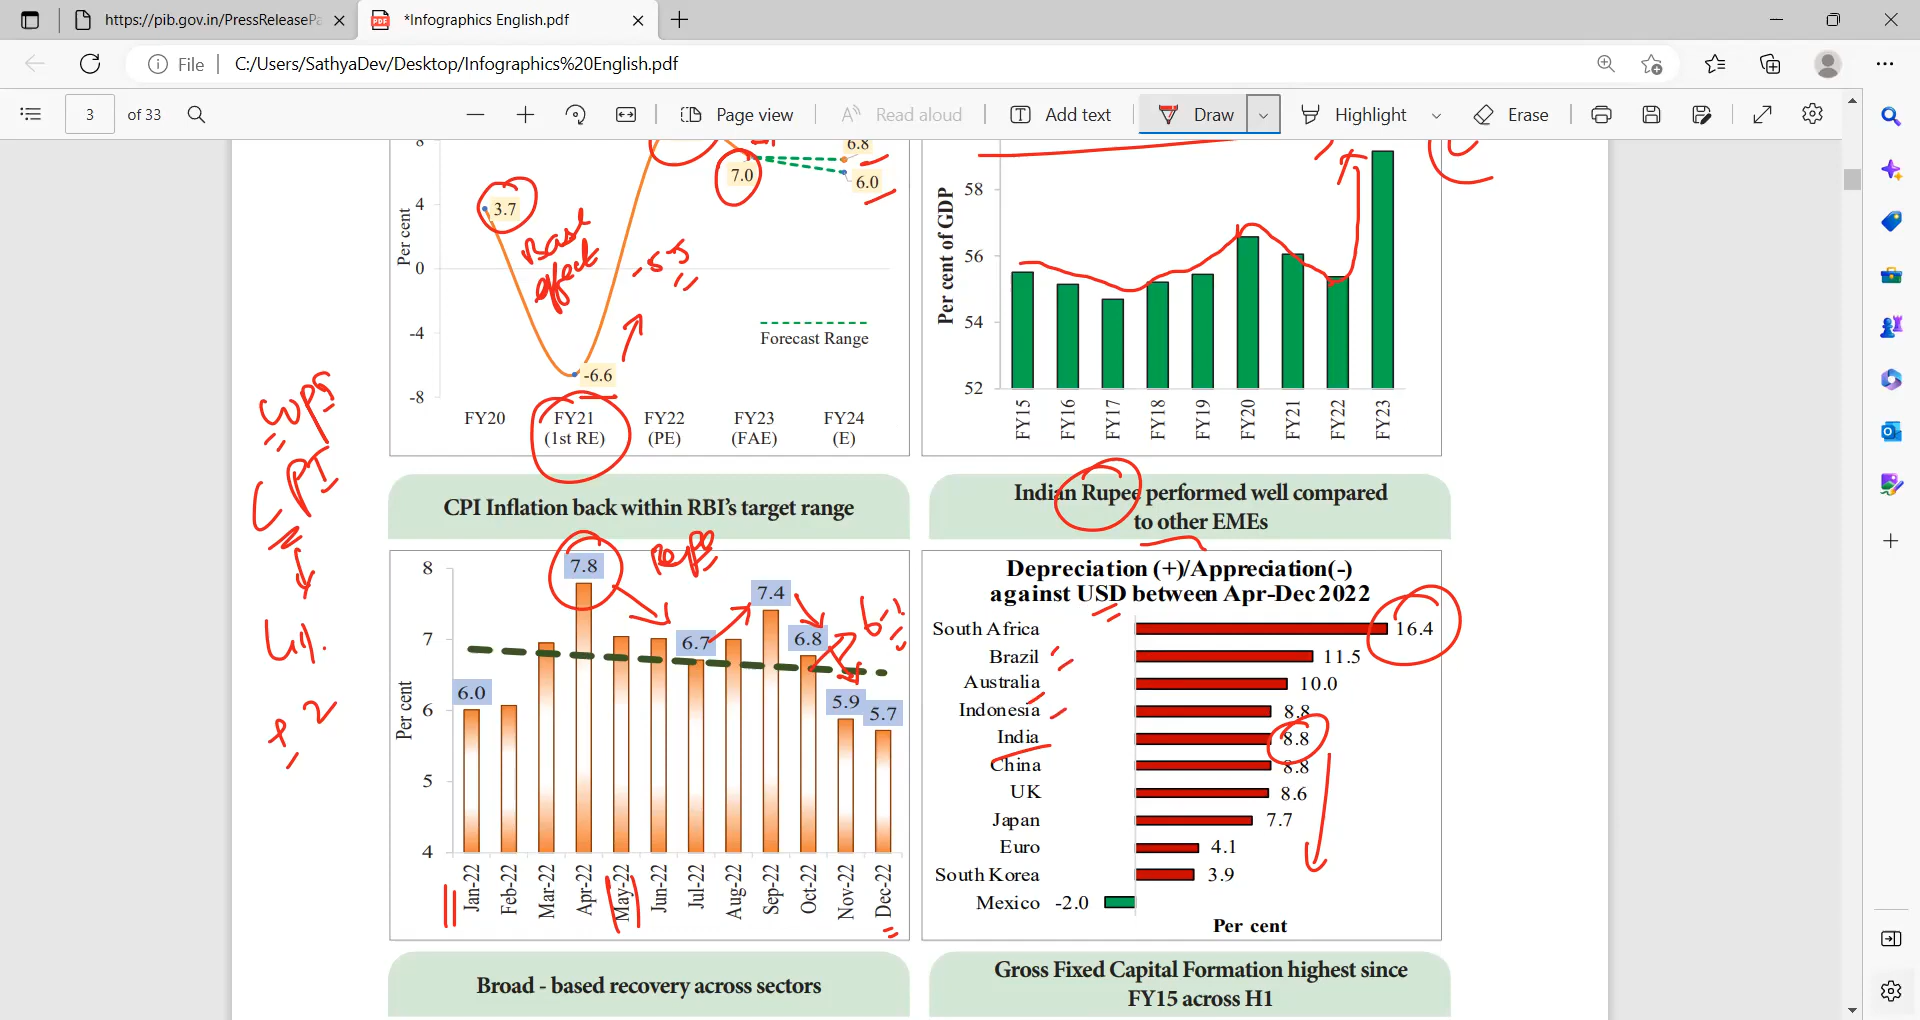 https://pib.gov.in/PressReleasePa
*Infographics English.pdf
File
C:/Users/SathyaDev/Desktop/Infographics%20English.pdf
3 of 33
Page view
Read aloud
Add text
Draw
Highlight
Erase
8
4
0
-4
-8
Per cent
3.7
-6.6
7.0
6.8
6.0
Base effect
Forecast Range
FY20
FY21 (1st RE)
FY22 (PE)
FY23 (FAE)
FY24 (E)
58
56
54
52
Per cent of GDP
FY15
FY16
FY17
FY18
FY19
FY20
FY21
FY22
FY23
CPI
4%
± 2
CPI Inflation back within RBI's target range
Repo
8
7
6
5
4
Per cent
6.0
7.8
6.7
7.4
6.8
5.9
5.7
6%
Jan-22
Feb-22
Mar-22
Apr-22
May-22
Jun-22
Jul-22
Aug-22
Sep-22
Oct-22
Nov-22
Dec-22
Indian Rupee performed well compared
to other EMEs
Depreciation (+)/Appreciation(-)
against USD between Apr-Dec 2022
South Africa 16.4
Brazil 11.5
Australia 10.0
Indonesia 8.8
India 8.8
China 8.8
UK 8.6
Japan 7.7
Euro 4.1
South Korea 3.9
Mexico -2.0
Per cent
Broad - based recovery across sectors
Gross Fixed Capital Formation highest since
FY15 across H1